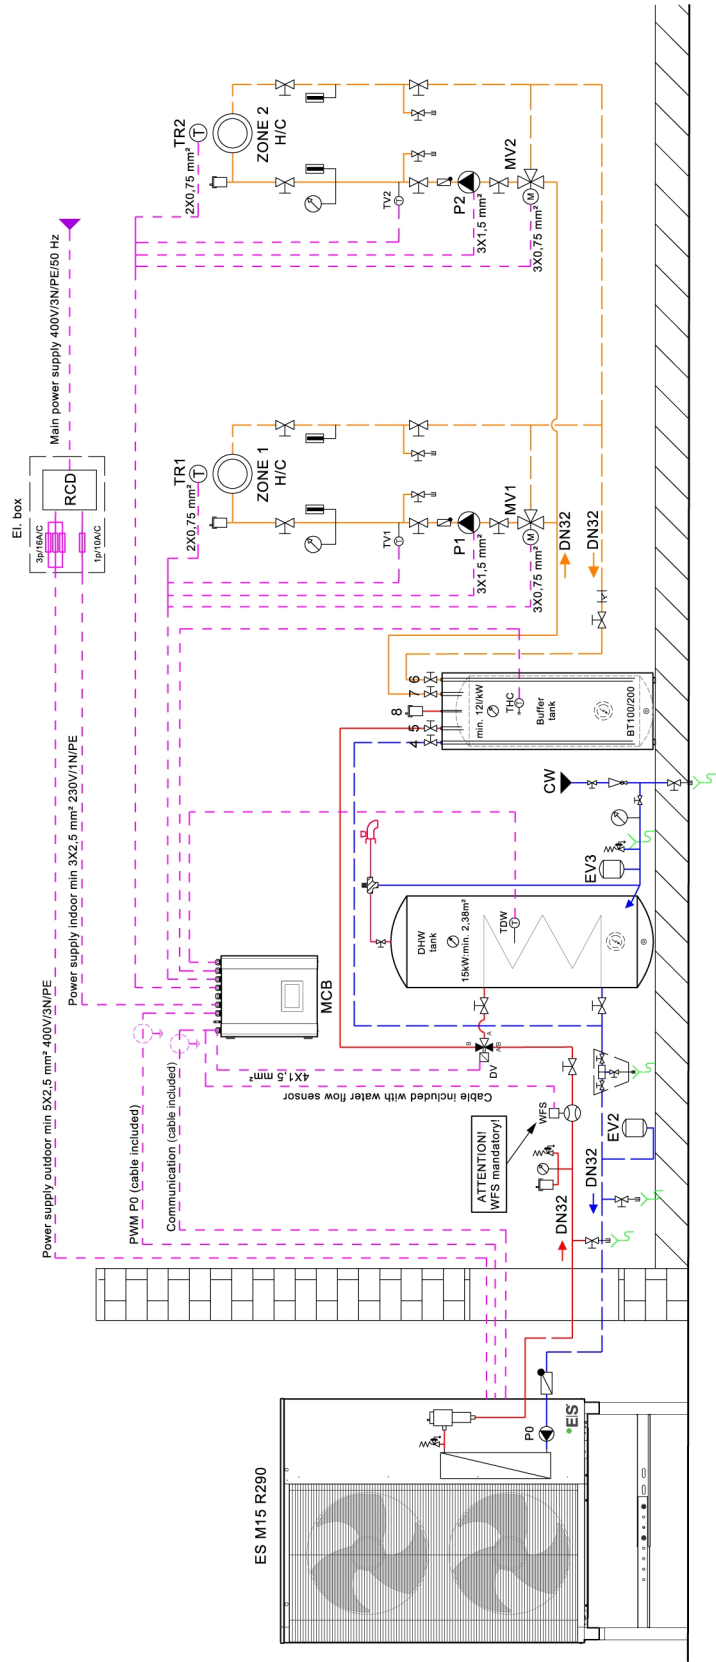 El. box
3p/16A/C
1p/10A/C
RCD
Main power supply 400V/3N/PE/50 Hz
Power supply outdoor min 5X2,5 mm² 400V/3N/PE
Power supply indoor min 3X2,5 mm² 230V/1N/PE
PWM P0 (cable included)
Communication (cable included)
4X1,5 mm²
Cable included with water flow sensor
MCB
ES M15 R290
EIS
P0
ATTENTION!
WFS mandatory!
WFS
DN32
DN32
EV2
DV
A
B
AB
DHW
tank
15kW:min. 2,38m²
TDW
EV3
CW
4
5
8
7
6
min. 12l/kW
THC
Buffer
tank
BT100/200
DN32
DN32
TR1
T
2X0,75 mm²
ZONE 1
H/C
TV1
T
P1
3X1,5 mm²
MV1
M
3X0,75 mm²
TR2
T
2X0,75 mm²
ZONE 2
H/C
TV2
T
P2
3X1,5 mm²
MV2
M
3X0,75 mm²